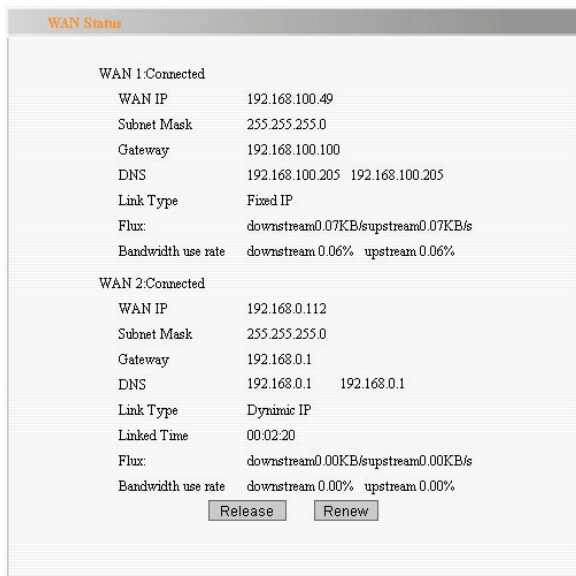 WAN Status
WAN 1:Connected
WAN IP 192.168.100.49
Subnet Mask 255.255.255.0
Gateway 192.168.100.100
DNS 192.168.100.205 192.168.100.205
Link Type Fixed IP
Flux: downstream0.07KB/supstream0.07KB/s
Bandwidth use rate downstream 0.06% upstream 0.06%
WAN 2:Connected
WAN IP 192.168.0.112
Subnet Mask 255.255.255.0
Gateway 192.168.0.1
DNS 192.168.0.1 192.168.0.1
Link Type Dynimic IP
Linked Time 00:02:20
Flux: downstream0.00KB/supstream0.00KB/s
Bandwidth use rate downstream 0.00% upstream 0.00%
Release Renew